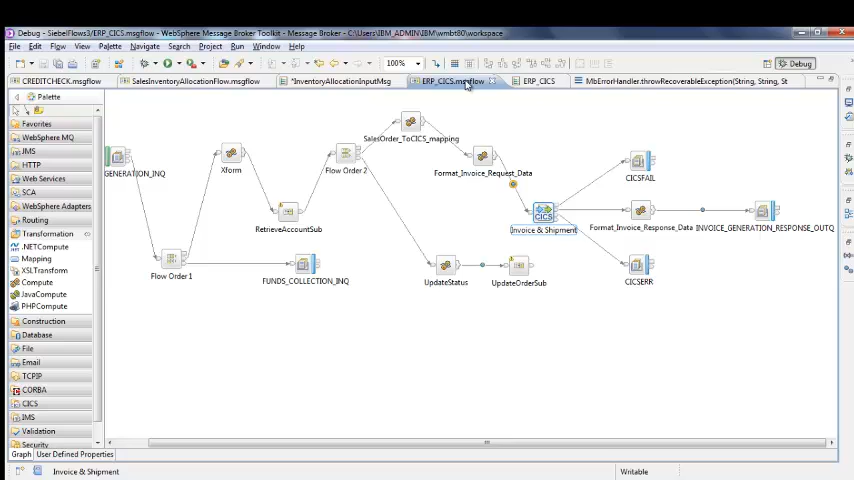 Debug - SiebelFlows3/ERP_CICS.msgflow - WebSphere Message Broker Toolkit - Message Broker - C:\Users\IBM_ADMIN\IBM\wmbt80\workspace
File Edit Flow View Palette Navigate Search Project Run Window Help
100%
Debug
CREDITCHECK.msgflow
SalesInventoryAllocationFlow.msgflow
*InventoryAllocationInputMsg
ERP_CICS.msgflow
ERP_CICS
MbErrorHandler.throwRecoverableException(String, String, St
Palette
Favorites
WebSphere MQ
JMS
HTTP
Web Services
SCA
WebSphere Adapters
Routing
Transformation
.NETCompute
Mapping
XSLTransform
Compute
JavaCompute
PHPCompute
Construction
Database
File
Email
TCPIP
CORBA
CICS
IMS
Validation
Security
SalesOrder_ToCICS_mapping
GENERATION_INQ
Xform
Flow Order 2
Format_Invoice_Request_Data
CICSFAIL
RetrieveAccountSub
CICS
Invoice & Shipment
Format_Invoice_Response_Data
INVOICE_GENERATION_RESPONSE_OUTQ
Flow Order 1
FUNDS_COLLECTION_INQ
UpdateStatus
UpdateOrderSub
CICSERR
Graph
User Defined Properties
Invoice & Shipment
Writable